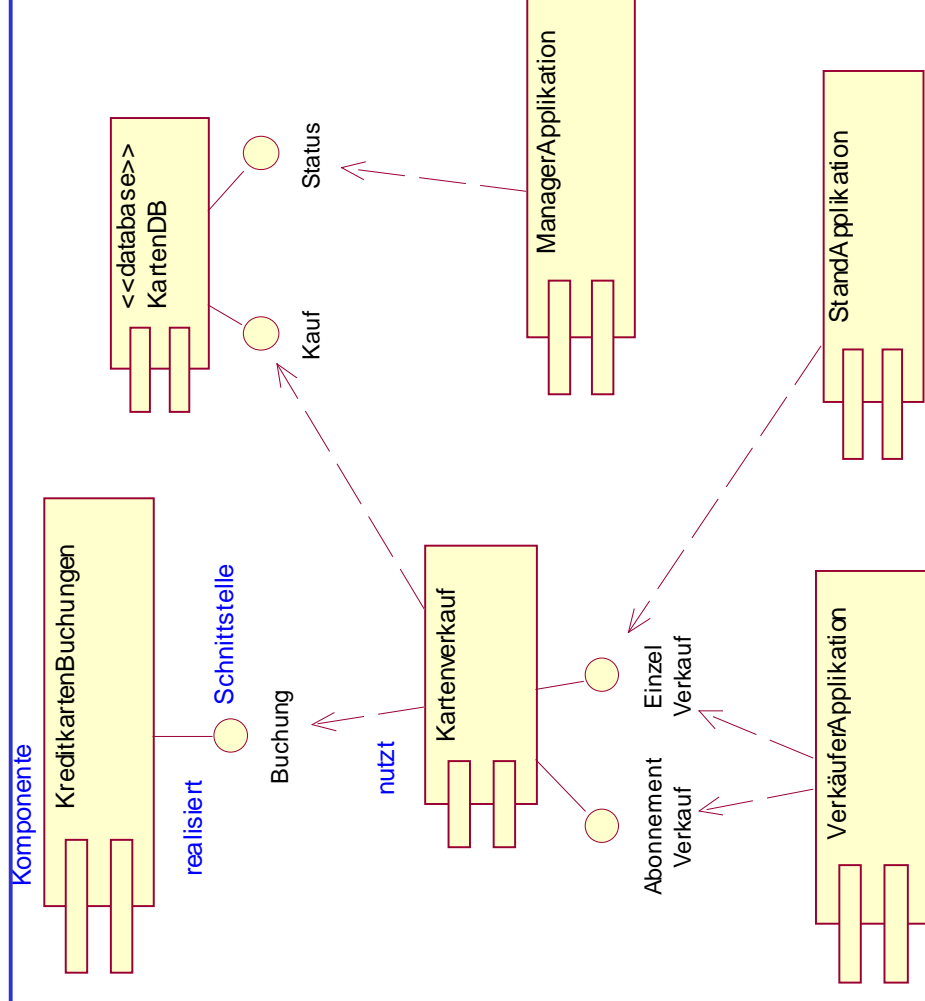 Komponente
KreditkartenBuchungen
realisiert
Schnittstelle
Buchung
<<database>>
KartenDB
Kauf
Status
nutzt
Kartenverkauf
ManagerApplikation
Abonnement
Verkauf
Einzel
Verkauf
VerkäuferApplikation
StandApplikation